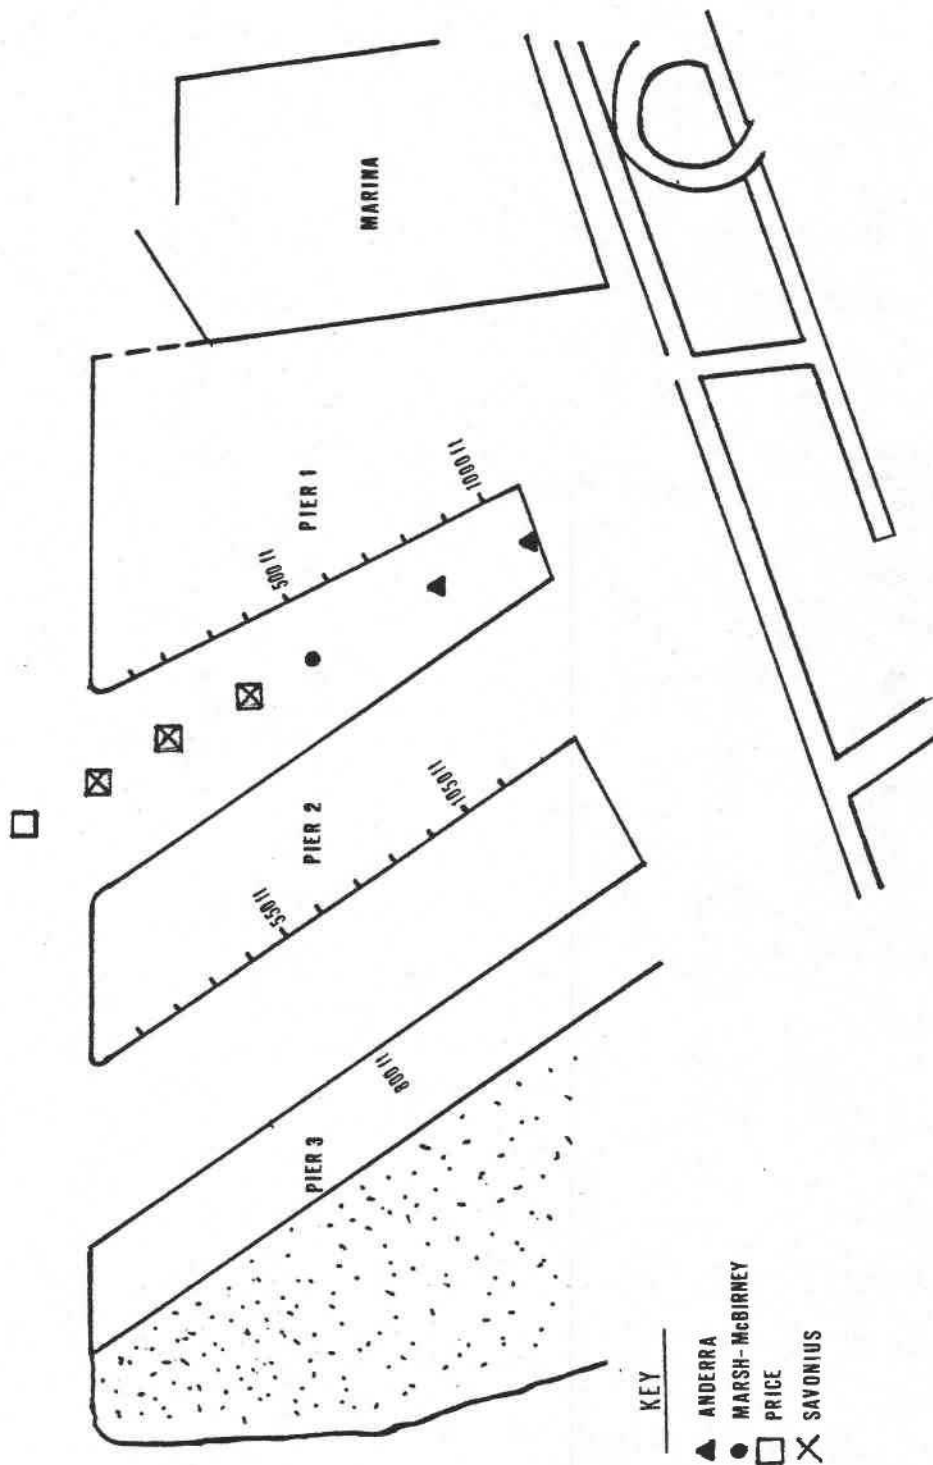 MARINA
PIER 1
500 ft
1000 ft
PIER 2
550 ft
1050 ft
PIER 3
800 ft
KEY
ANDERRA
MARSH-McBIRNEY
PRICE
SAVONIUS